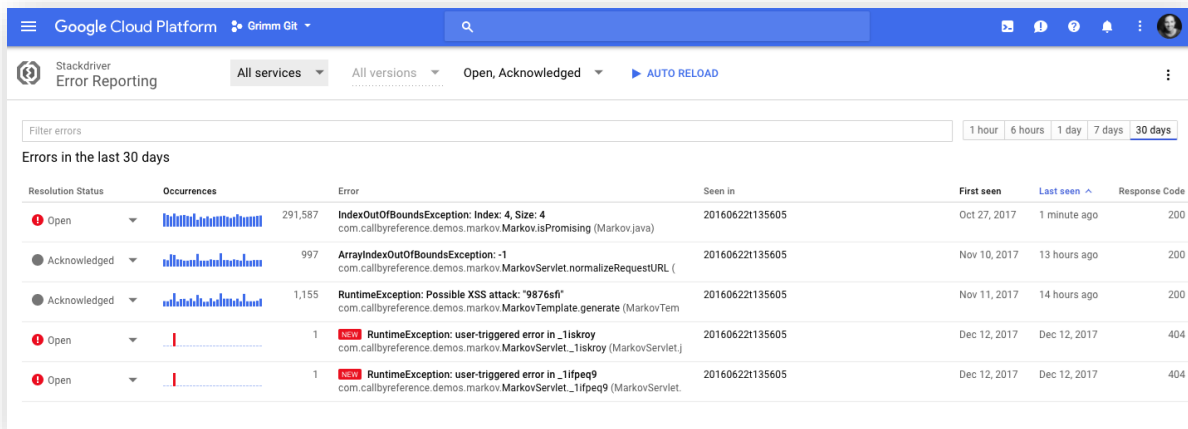 Google Cloud Platform Grimm Git
Stackdriver
Error Reporting
All services All versions Open, Acknowledged AUTO RELOAD
Filter errors
1 hour 6 hours 1 day 7 days 30 days
Errors in the last 30 days
Resolution Status Occurrences Error Seen in First seen Last seen Response Code
Open 291,587 IndexOutOfBoundsException: Index: 4, Size: 4 20160622t135605 Oct 27, 2017 1 minute ago 200
com.callbyreference.demos.markov.Markov.isPromising (Markov.java)
Acknowledged 997 ArrayIndexOutOfBoundsException: -1 20160622t135605 Nov 10, 2017 13 hours ago 200
com.callbyreference.demos.markov.MarkovServlet.normalizeRequestURL (
Acknowledged 1,155 RuntimeException: Possible XSS attack: "9876sfi" 20160622t135605 Nov 11, 2017 14 hours ago 200
com.callbyreference.demos.markov.MarkovTemplate.generate (MarkovTem
Open 1 NEW RuntimeException: user-triggered error in _1iskroy 20160622t135605 Dec 12, 2017 Dec 12, 2017 404
com.callbyreference.demos.markov.MarkovServlet._1iskroy (MarkovServlet.j
Open 1 NEW RuntimeException: user-triggered error in _1ifpeq9 20160622t135605 Dec 12, 2017 Dec 12, 2017 404
com.callbyreference.demos.markov.MarkovServlet._1ifpeq9 (MarkovServlet.